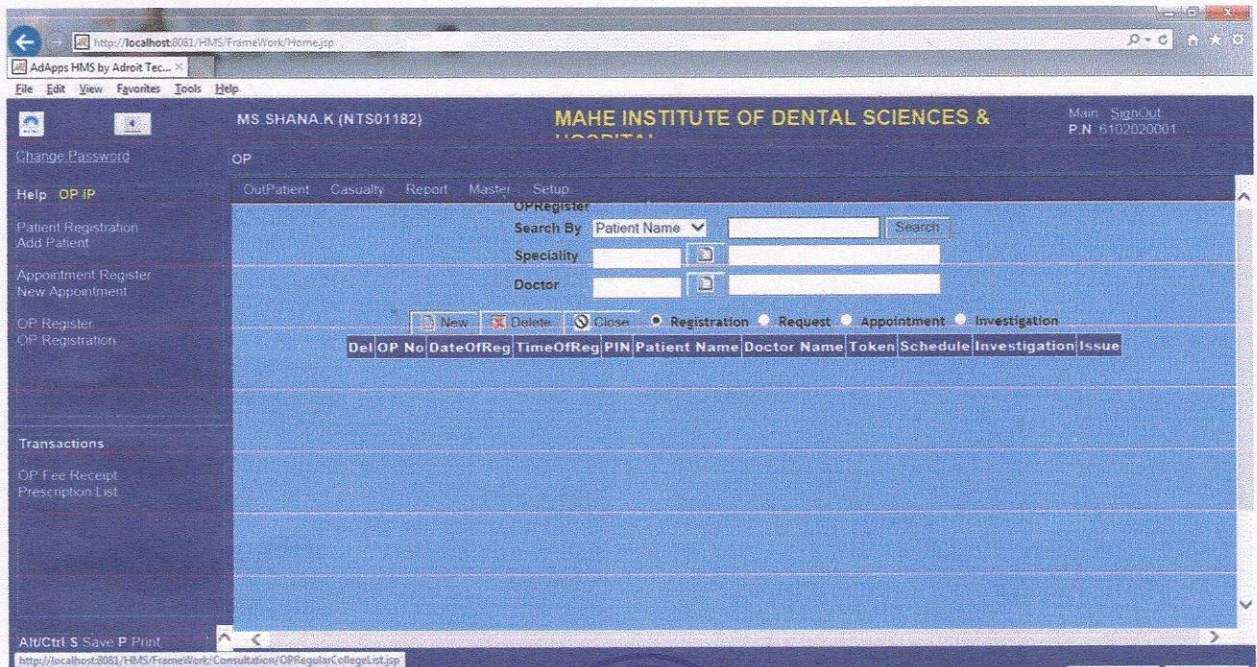 http://localhost:8081/HMS/FrameWork/Home.jsp
AdApps HMS by Adroit Tec...
File Edit View Favorites Tools Help
MS SHANA.K (NTS01182)
MAHE INSTITUTE OF DENTAL SCIENCES &
HOSPITAL
Main SignOut
P.N 6102020001
Change Password
OP
Help OP IP
OutPatient Casualty Report Master Setup
OPRegister
Search By Patient Name Search
Speciality
Doctor
New Delete Close Registration Request Appointment Investigation
Del OP No DateOfReg TimeOfReg PIN Patient Name Doctor Name Token Schedule Investigation Issue
Patient Registration
Add Patient
Appointment Register
New Appointment
OP Register
OP Registration
Transactions
OP Fee Receipt
Prescription List
Alt/Ctrl S Save P Print
http://localhost:8081/HMS/FrameWork/Consultation/OPRegularCollegeList.jsp